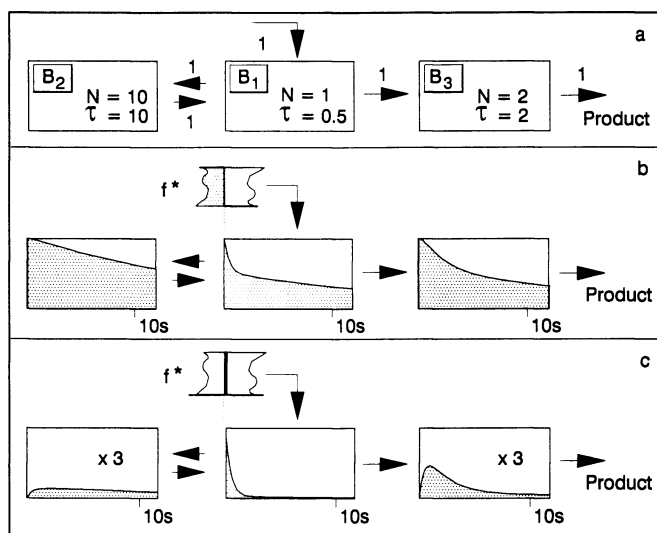 a
1
B2
N = 10
τ = 10
1
1
B1
N = 1
τ = 0.5
1
B3
N = 2
τ = 2
1
Product
b
f *
Product
10s
10s
10s
c
f *
x 3
x 3
Product
10s
10s
10s